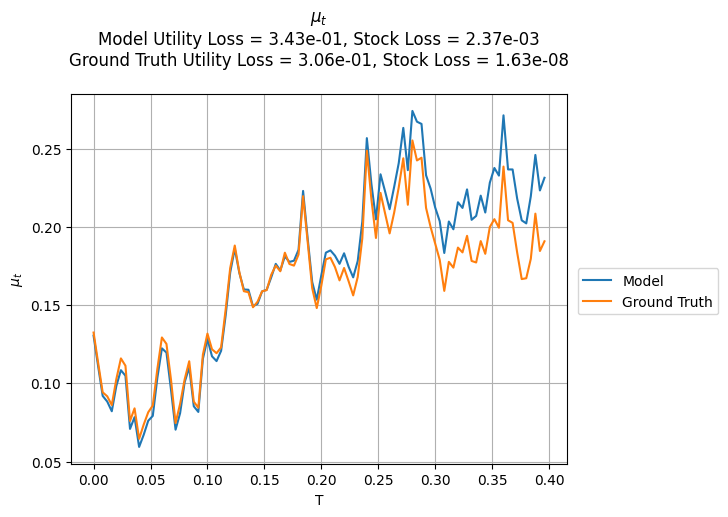 μt
Model Utility Loss = 3.43e-01, Stock Loss = 2.37e-03
Ground Truth Utility Loss = 3.06e-01, Stock Loss = 1.63e-08
0.25
0.20
0.15
0.10
0.05
μt
0.00 0.05 0.10 0.15 0.20 0.25 0.30 0.35 0.40
T
Model
Ground Truth